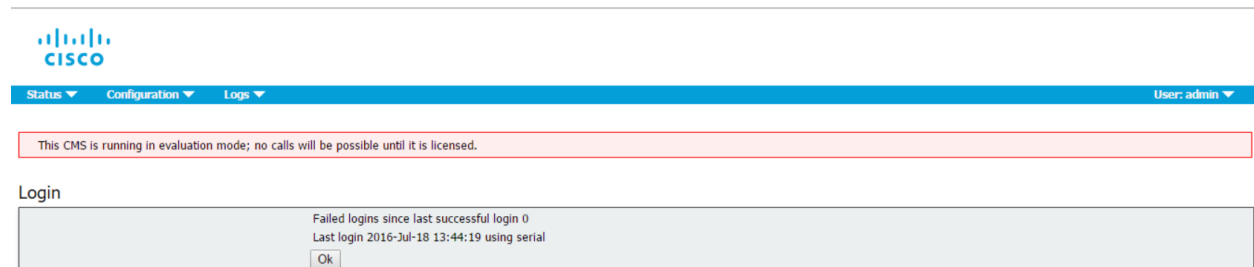 CISCO
Status Configuration Logs User: admin
This CMS is running in evaluation mode; no calls will be possible until it is licensed.
Login
Failed logins since last successful login 0
Last login 2016-Jul-18 13:44:19 using serial
Ok